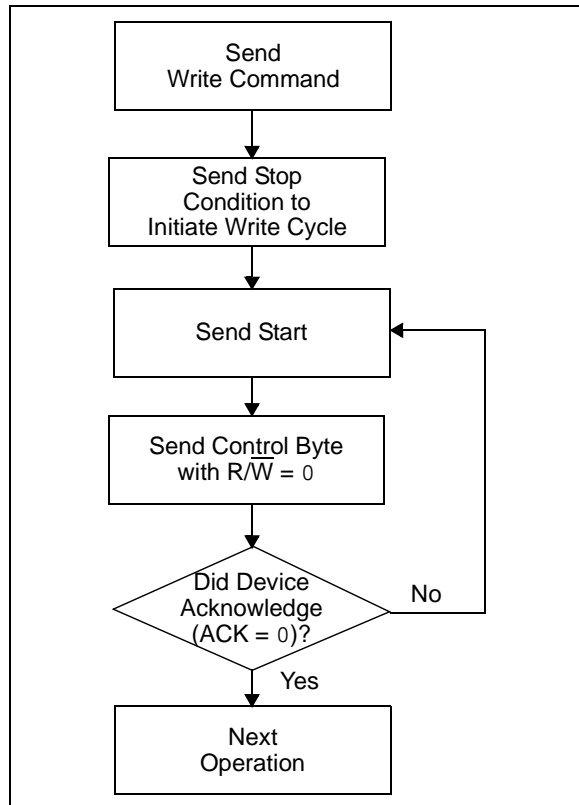 Send
Write Command
Send Stop
Condition to
Initiate Write Cycle
Send Start
Send Control Byte
with R/W̅ = 0
Did Device
Acknowledge
(ACK = 0)?
No
Yes
Next
Operation